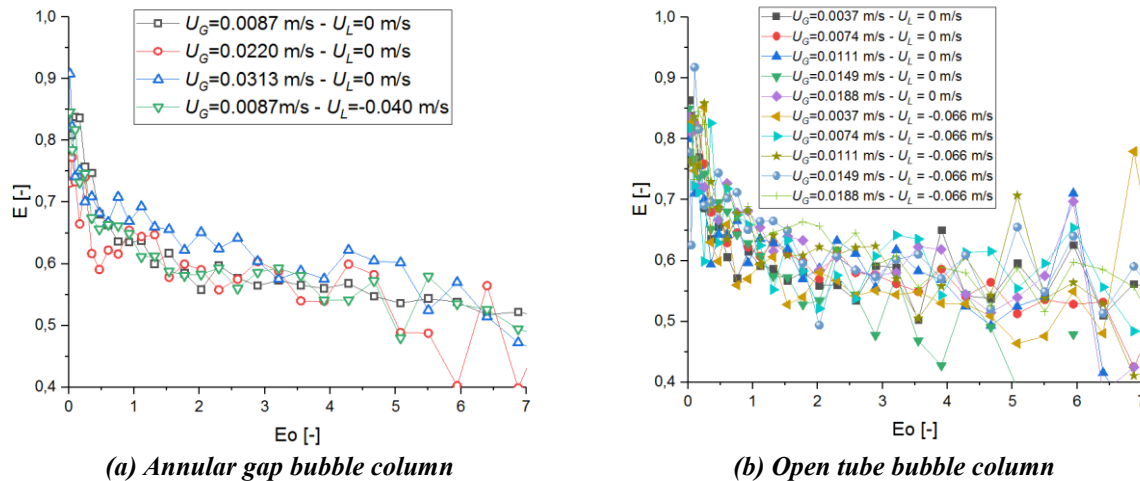 1,0
0,9
0,8
0,7
0,6
0,5
0,4
E [-]
0 1 2 3 4 5 6 7
Eo [-]
U_G=0.0087 m/s - U_L=0 m/s
U_G=0.0220 m/s - U_L=0 m/s
U_G=0.0313 m/s - U_L=0 m/s
U_G=0.0087m/s - U_L=-0.040 m/s
(a) Annular gap bubble column
1,0
0,9
0,8
0,7
0,6
0,5
0,4
E [-]
0 1 2 3 4 5 6 7
Eo [-]
U_G=0.0037 m/s - U_L = 0 m/s
U_G=0.0074 m/s - U_L = 0 m/s
U_G=0.0111 m/s - U_L = 0 m/s
U_G=0.0149 m/s - U_L = 0 m/s
U_G=0.0188 m/s - U_L = 0 m/s
U_G=0.0037 m/s - U_L = -0.066 m/s
U_G=0.0074 m/s - U_L = -0.066 m/s
U_G=0.0111 m/s - U_L = -0.066 m/s
U_G=0.0149 m/s - U_L = -0.066 m/s
U_G=0.0188 m/s - U_L = -0.066 m/s
(b) Open tube bubble column